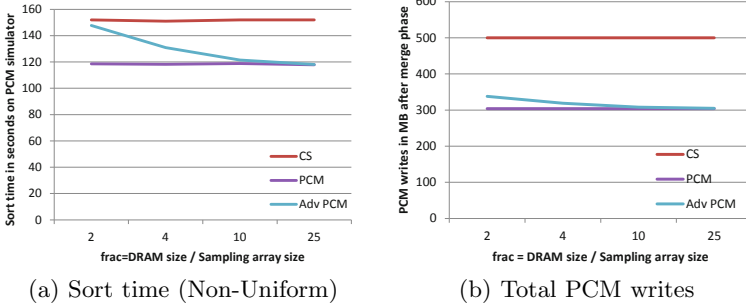 Sort time in seconds on PCM simulator
160
140
120
100
80
60
40
20
0
CS
PCM
Adv PCM
2 4 10 25
frac=DRAM size / Sampling array size
(a) Sort time (Non-Uniform)
PCM writes in MB after merge phase
600
500
400
300
200
100
0
CS
PCM
Adv PCM
2 4 10 25
frac = DRAM size / Sampling array size
(b) Total PCM writes